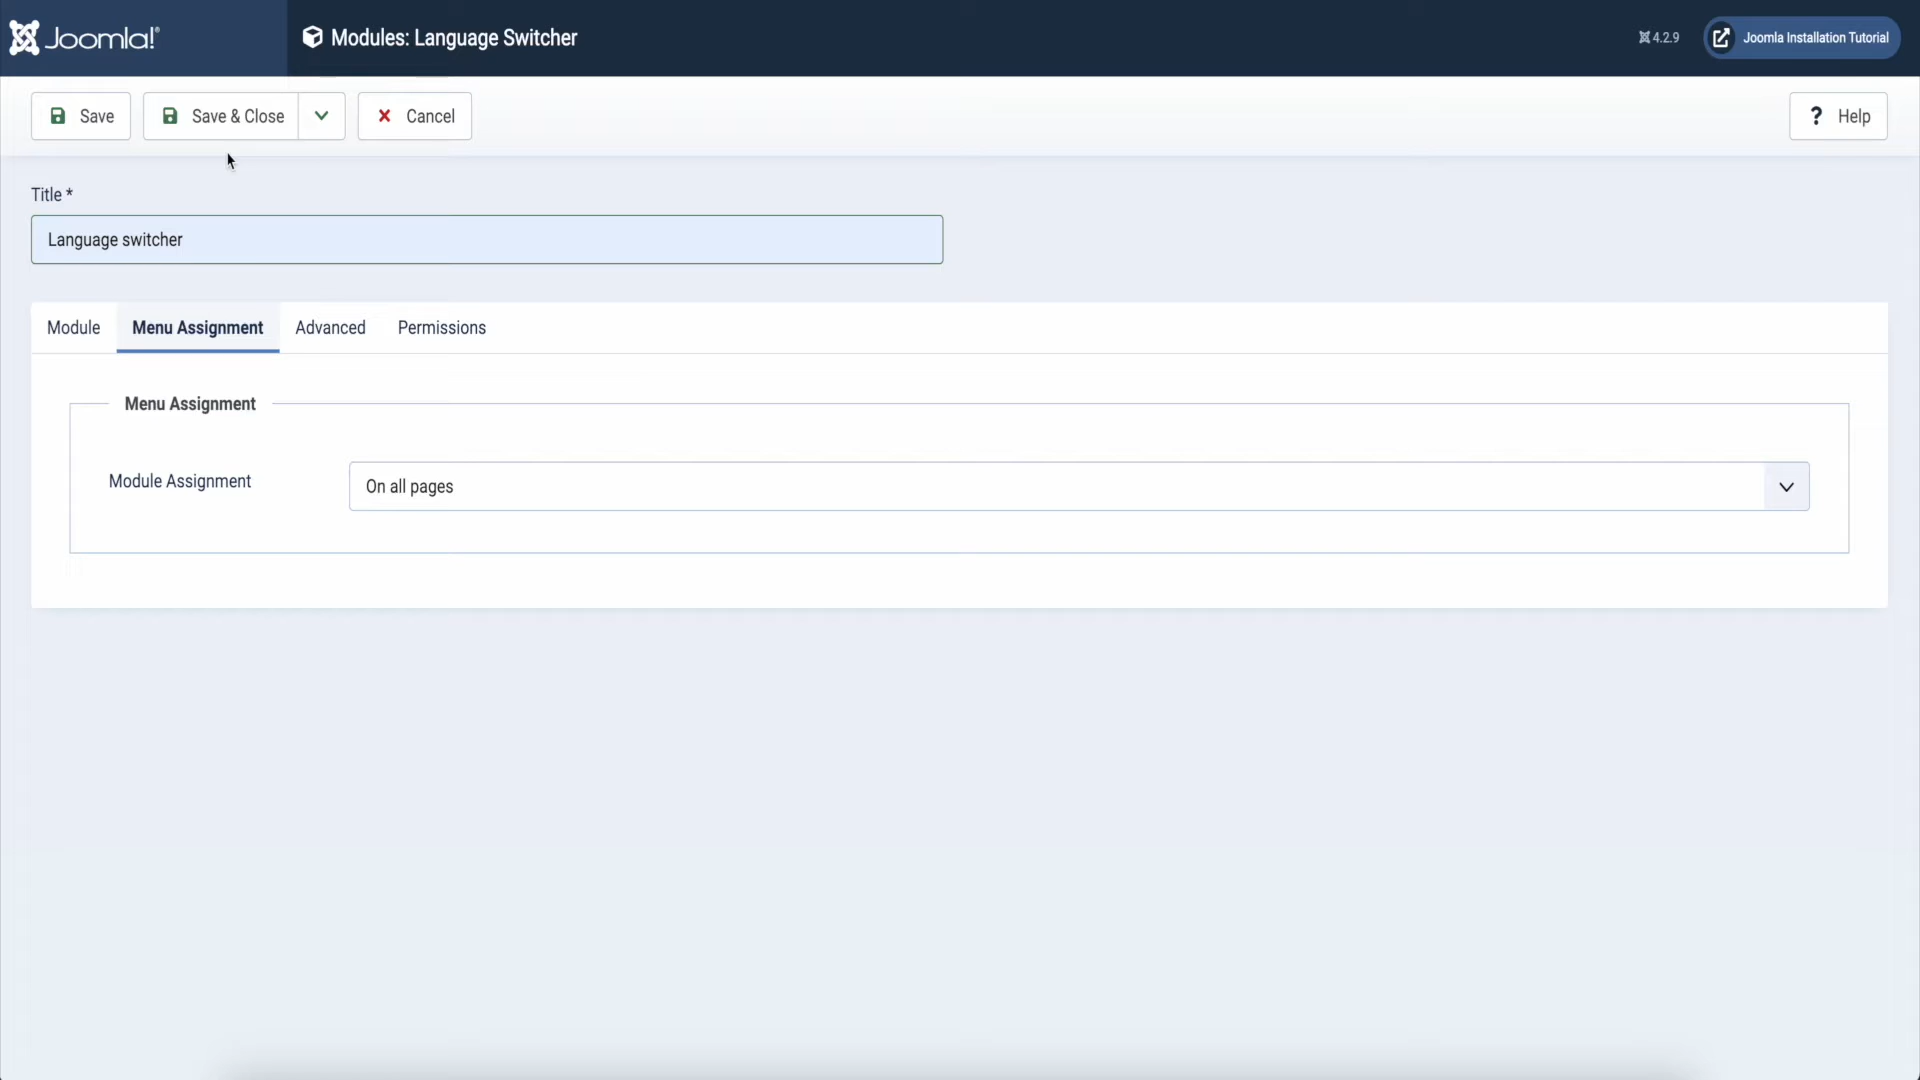 Joomla!®
Modules: Language Switcher
4.2.9
Joomla Installation Tutorial
Save
Save & Close
Cancel
? Help
Title *
Language switcher
Module
Menu Assignment
Advanced
Permissions
Menu Assignment
Module Assignment
On all pages